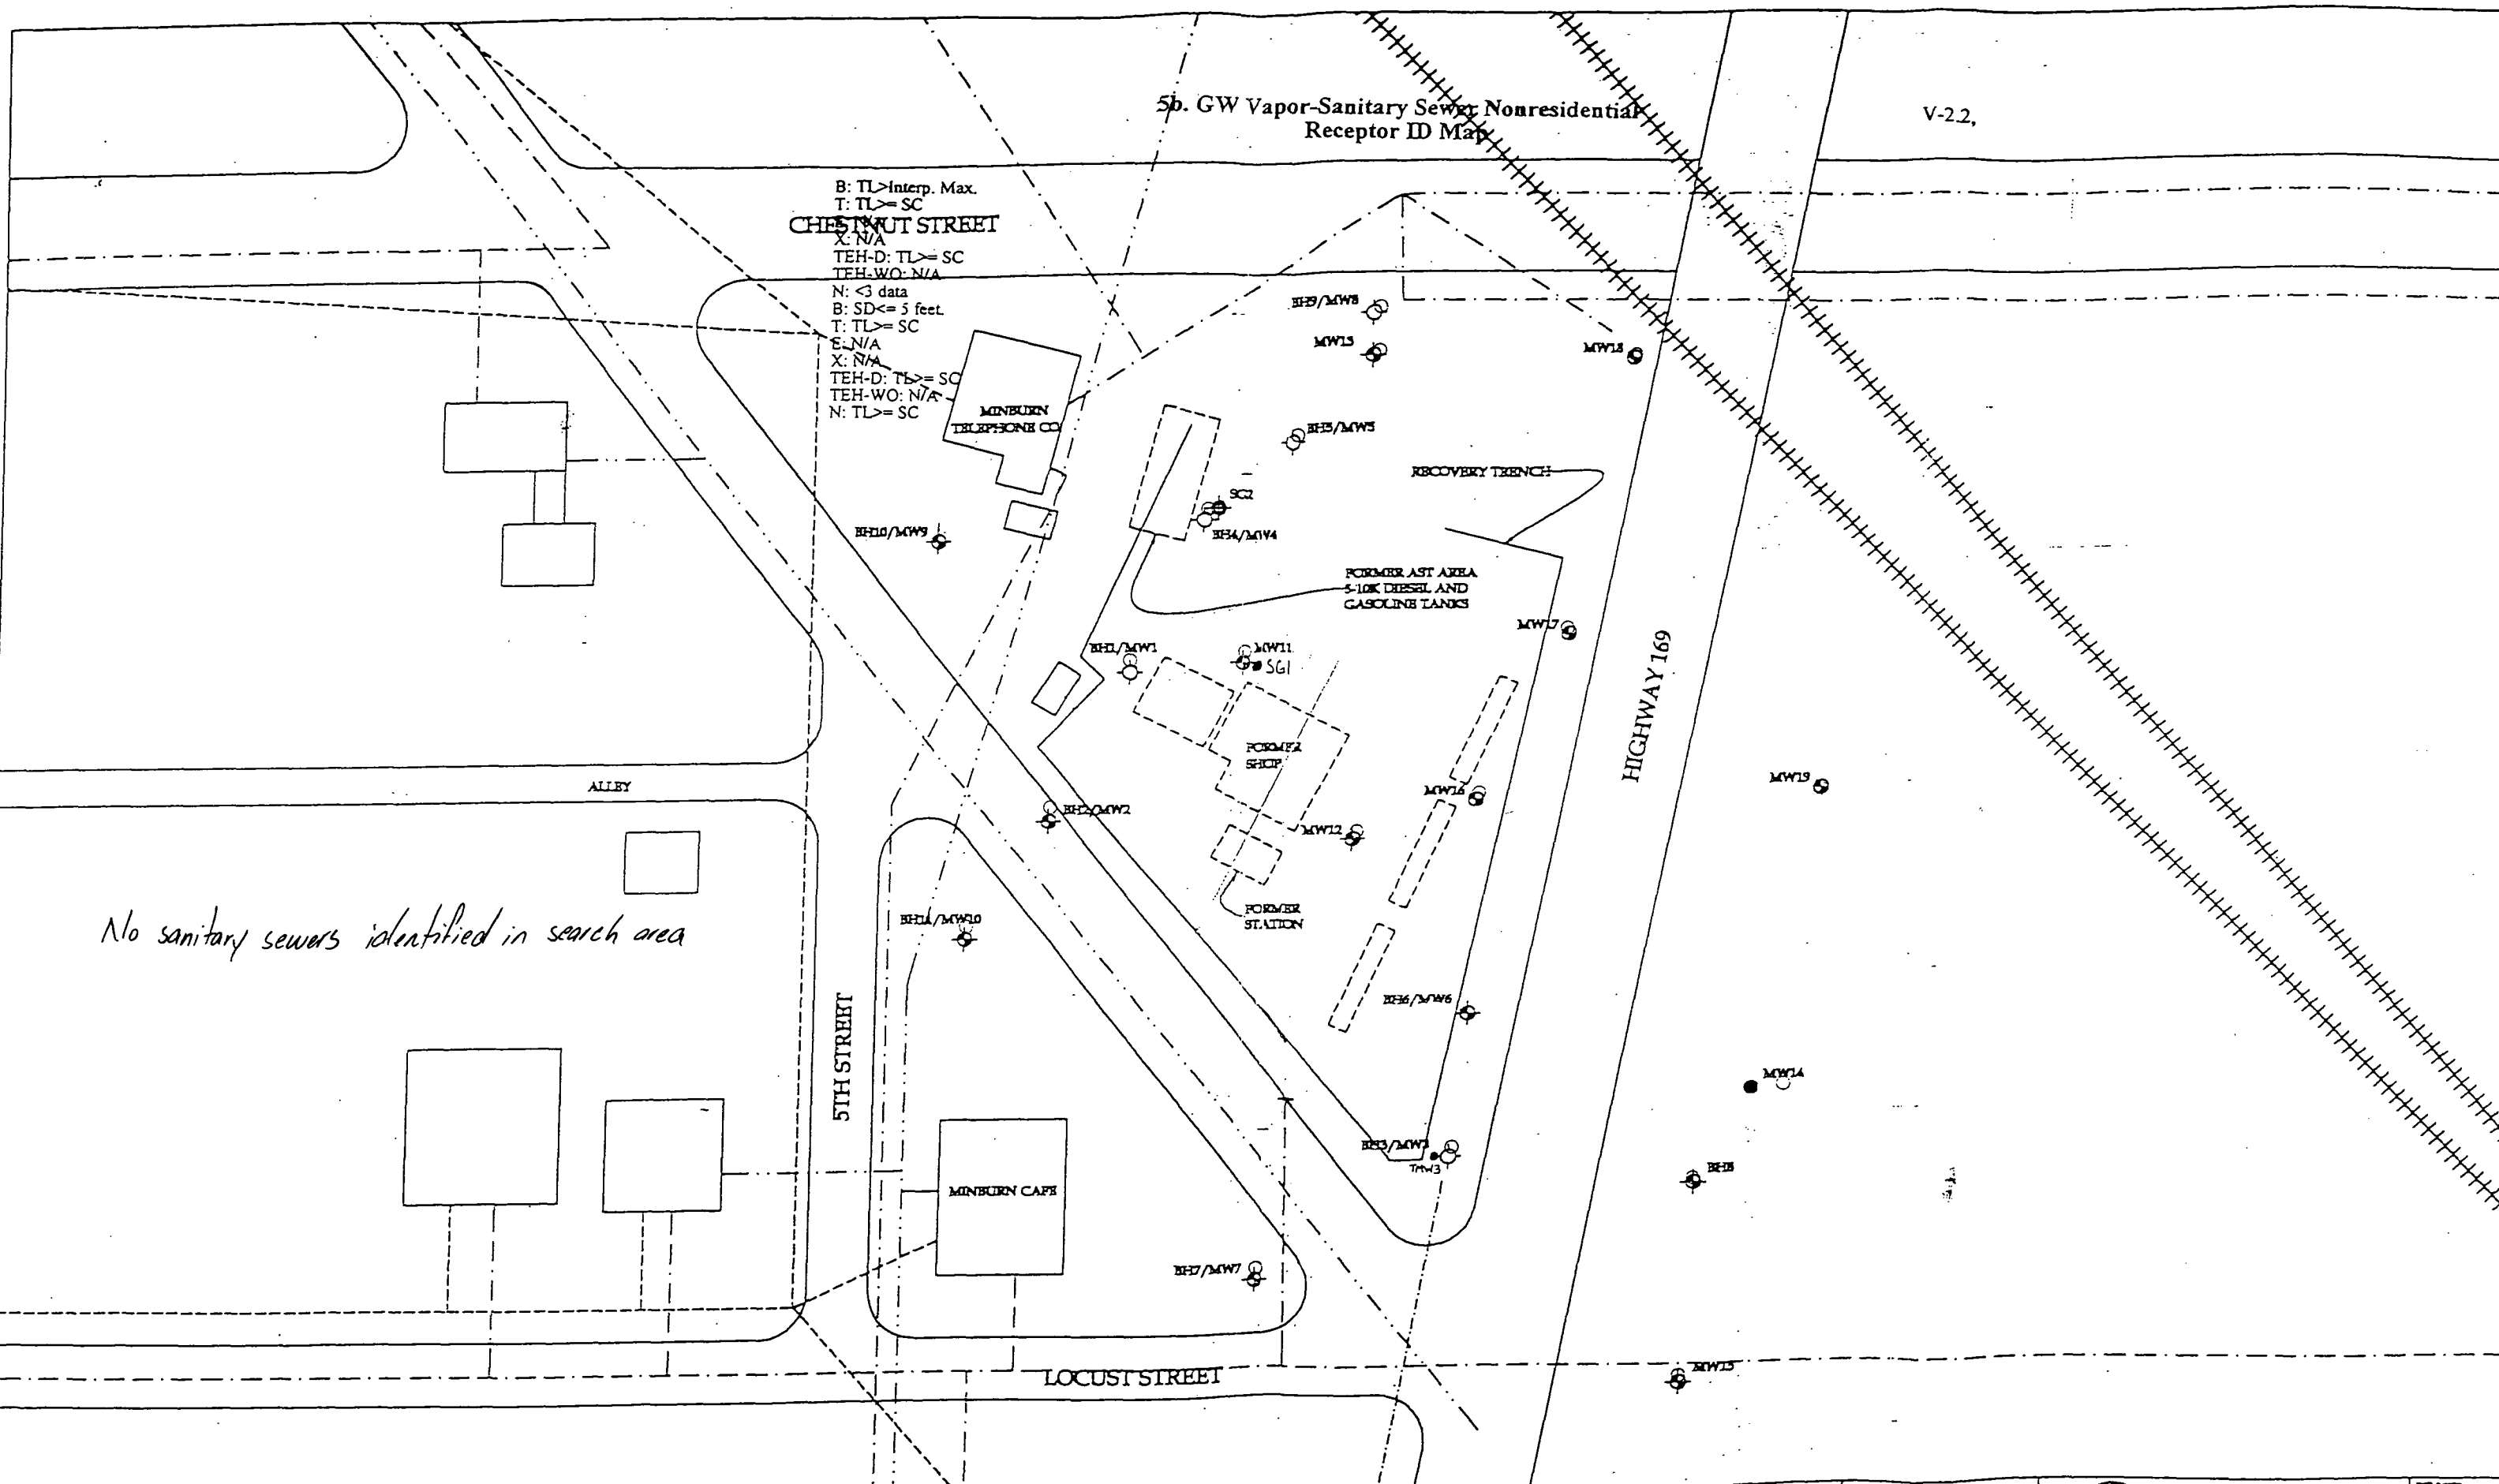 5b. GW Vapor-Sanitary Sewer Nonresidential
Receptor ID Map
V-2.2,
B: TL>Interp. Max.
T: TL>= SC
CHESTNUT STREET
X: N/A
TEH-D: TL>= SC
TEH-WO: N/A
N: <3 data
B: SD<= 5 feet.
T: TL>= SC
E: N/A
X: N/A
TEH-D: TL>= SC
TEH-WO: N/A
N: TL>= SC
BH9/MW8
MW13
MW18
MINBURN
TELEPHONE CO
BH5/MW5
RECOVERY TRENCH
SG2
BH4/MW4
BH10/MW9
FORMER AST AREA
5-10K DIESEL AND
GASOLINE TANKS
MW17
BH1/MW1
MW11
SG1
HIGHWAY 169
FORMER
SHOP
ALLEY
MW19
MW16
BH2/MW2
MW12
FORMER
STATION
BH11/MW10
No sanitary sewers identified in search area
BH6/MW6
5TH STREET
MW14
BH3/MW3
TMW3
BH8
MINBURN CAFE
BH7/MW7
MW15
LOCUST STREET